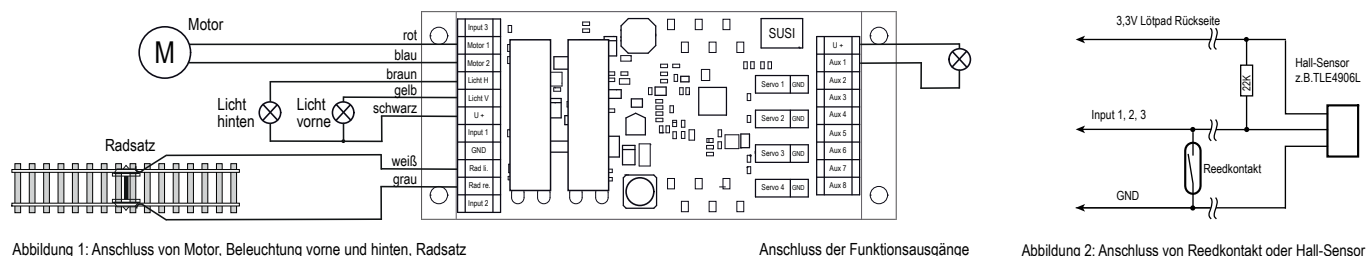 Motor
M
rot
blau
braun
gelb
schwarz
Licht
hinten
Licht
vorne
Radsatz
weiß
grau
Input 3
Motor 1
Motor 2
Licht H
Licht V
U +
Input 1
GND
Rad li.
Rad re.
Input 2
SUSI
Servo 1 GND
Servo 2 GND
Servo 3 GND
Servo 4 GND
U +
Aux 1
Aux 2
Aux 3
Aux 4
Aux 5
Aux 6
Aux 7
Aux 8
3,3V Lötpad Rückseite
22K
Hall-Sensor
z.B.TLE4906L
Input 1, 2, 3
Reedkontakt
GND
Abbildung 1: Anschluss von Motor, Beleuchtung vorne und hinten, Radsatz
Anschluss der Funktionsausgänge
Abbildung 2: Anschluss von Reedkontakt oder Hall-Sensor